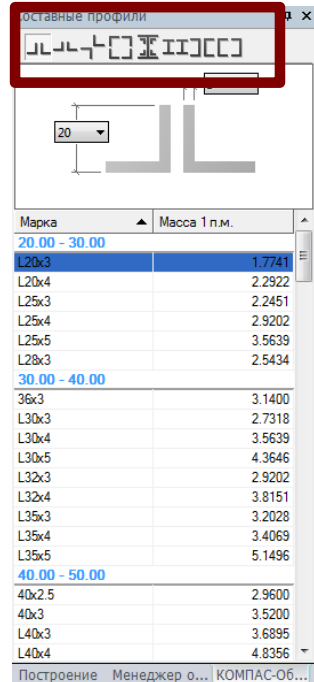 Составные профили
20
Марка Масса 1 п.м.
20.00 - 30.00
L20x3 1.7741
L20x4 2.2922
L25x3 2.2451
L25x4 2.9202
L25x5 3.5639
L28x3 2.5434
30.00 - 40.00
36x3 3.1400
L30x3 2.7318
L30x4 3.5639
L30x5 4.3646
L32x3 2.9202
L32x4 3.8151
L35x3 3.2028
L35x4 3.4069
L35x5 5.1496
40.00 - 50.00
40x2.5 2.9600
40x3 3.5200
L40x3 3.6895
L40x4 4.8356
Построение Менеджер о... КОМПАС-Об...